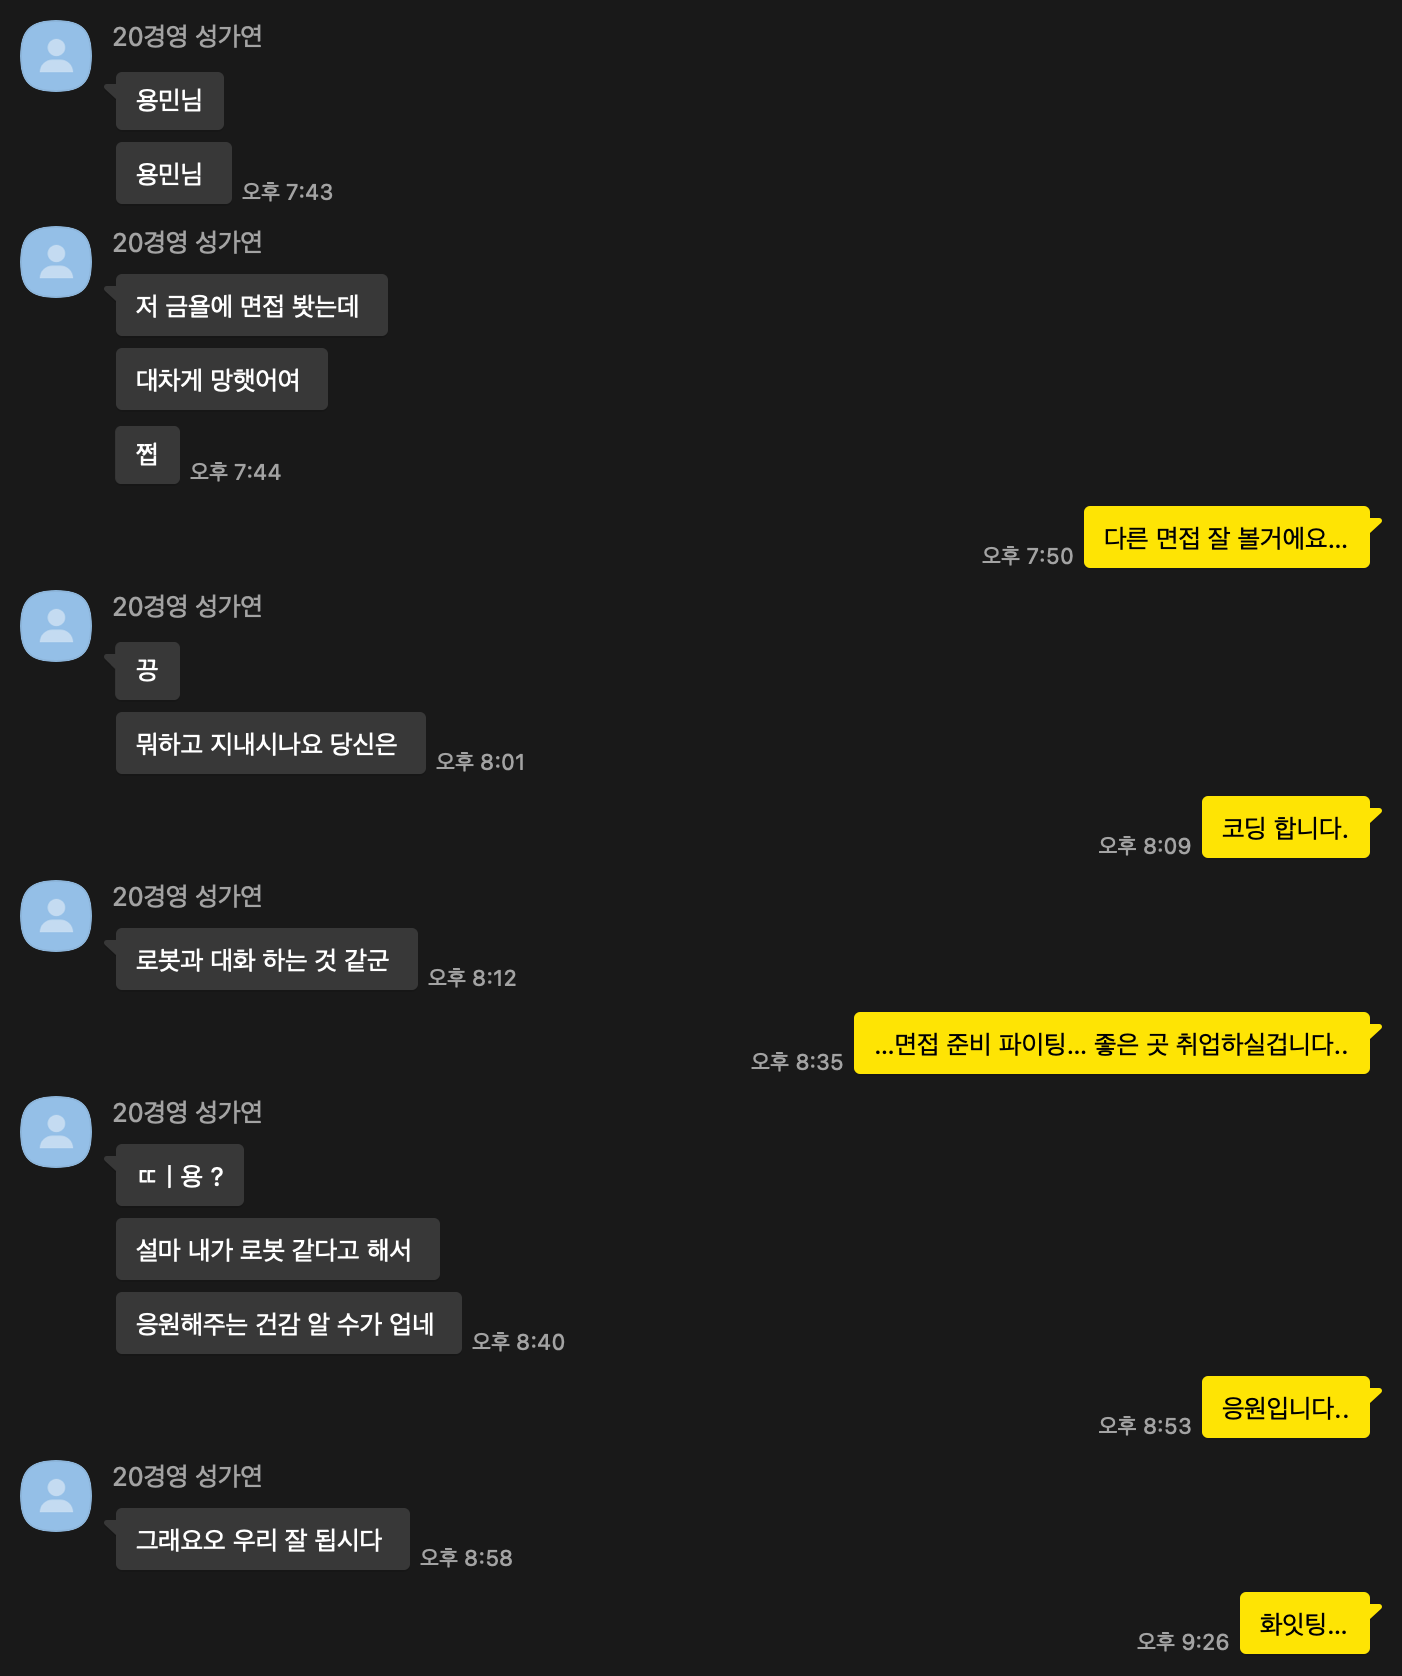 20경영 성가연
용민님
용민님
오후 7:43
20경영 성가연
저 금욜에 면접 봣는데
대차게 망햇어여
쩝
오후 7:44
다른 면접 잘 볼거에요...
오후 7:50
20경영 성가연
끙
뭐하고 지내시나요 당신은
오후 8:01
코딩 합니다.
오후 8:09
20경영 성가연
로봇과 대화 하는 것 같군
오후 8:12
...면접 준비 파이팅... 좋은 곳 취업하실겁니다..
오후 8:35
20경영 성가연
ㄸㅣ용 ?
설마 내가 로봇 같다고 해서
응원해주는 건감 알 수가 업네
오후 8:40
응원입니다..
오후 8:53
20경영 성가연
그래요오 우리 잘 됩시다
오후 8:58
화잇팅...
오후 9:26